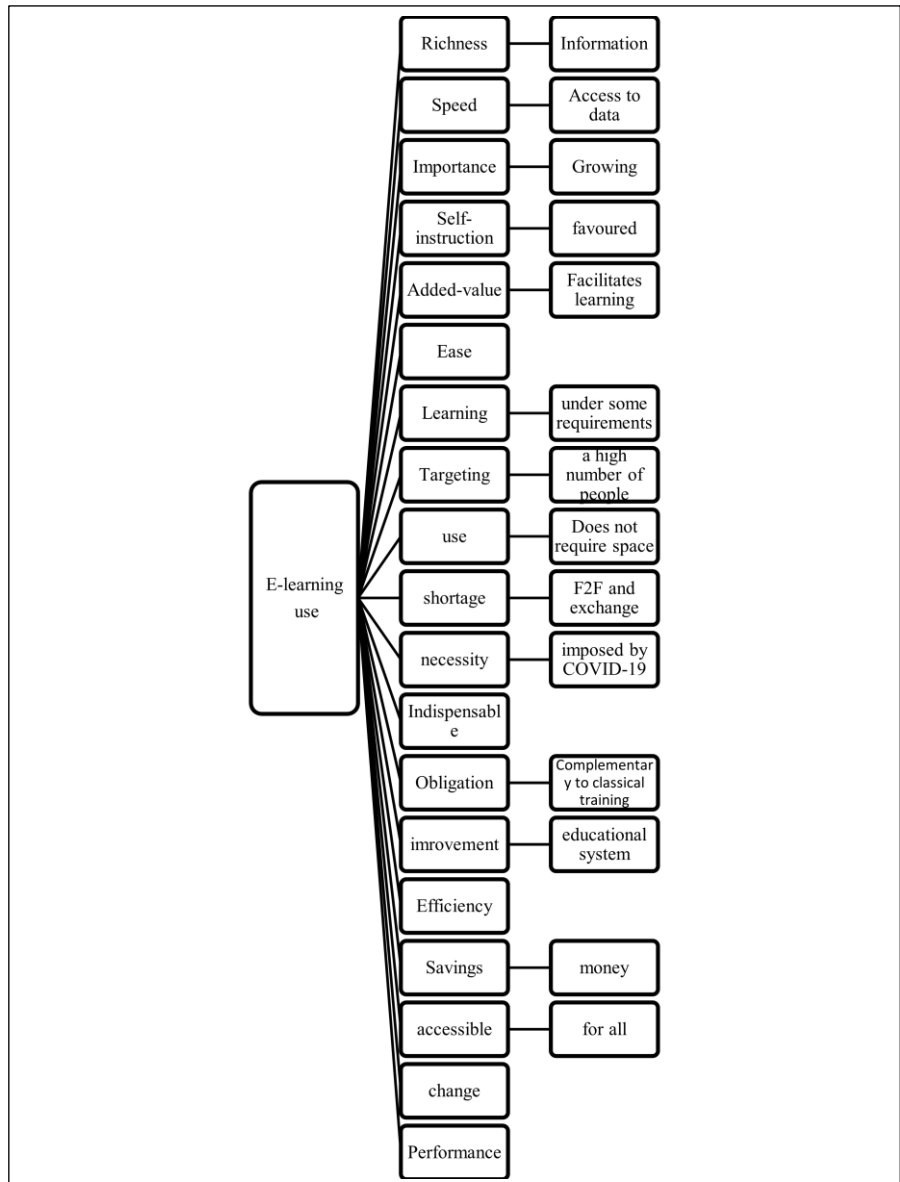 Richness
Information
Speed
Access to
data
Importance
Growing
Self-
instruction
favoured
Added-value
Facilitates
learning
Ease
Learning
under some
requirements
Targeting
a high
number of
people
E-learning
use
use
Does not
require space
shortage
F2F and
exchange
necessity
imposed by
COVID-19
Indispensabl
e
Obligation
Complementar
y to classical
training
imrovement
educational
system
Efficiency
Savings
money
accessible
for all
change
Performance